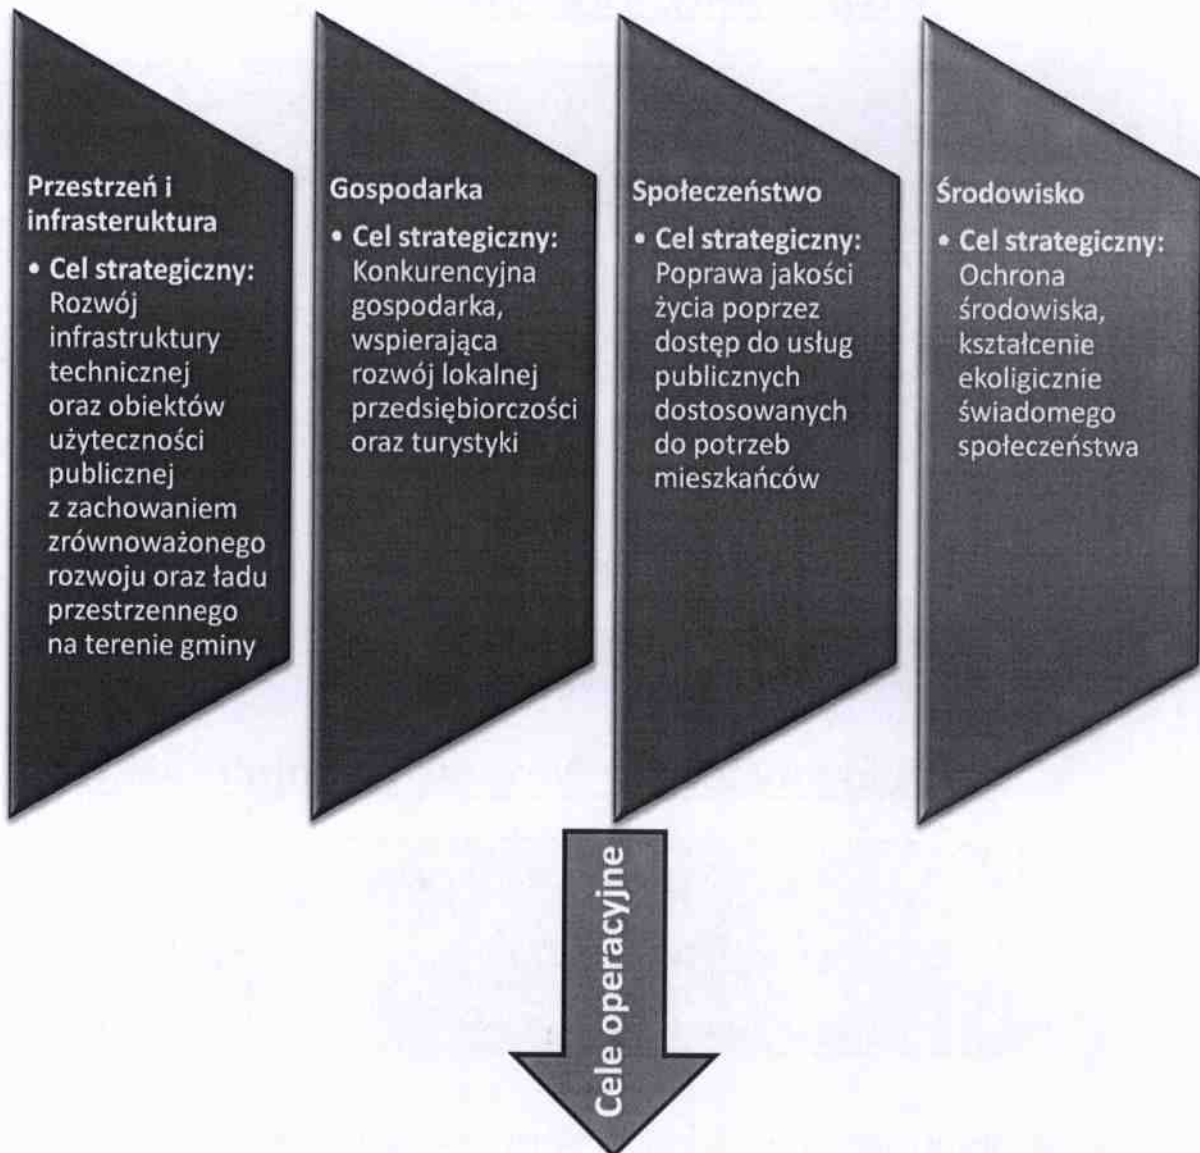 Przestrzeń i
infrasteruktura
• Cel strategiczny:
Rozwój
infrastruktury
technicznej
oraz obiektów
użyteczności
publicznej
z zachowaniem
zrównoważonego
rozwoju oraz ładu
przestrzennego
na terenie gminy
Gospodarka
• Cel strategiczny:
Konkurencyjna
gospodarka,
wspierająca
rozwój lokalnej
przedsiębiorczości
oraz turystyki
Społeczeństwo
• Cel strategiczny:
Poprawa jakości
życia poprzez
dostęp do usług
publicznych
dostosowanych
do potrzeb
mieszkańców
Środowisko
• Cel strategiczny:
Ochrona
środowiska,
kształcenie
ekoligicznie
świadomego
społeczeństwa
Cele operacyjne